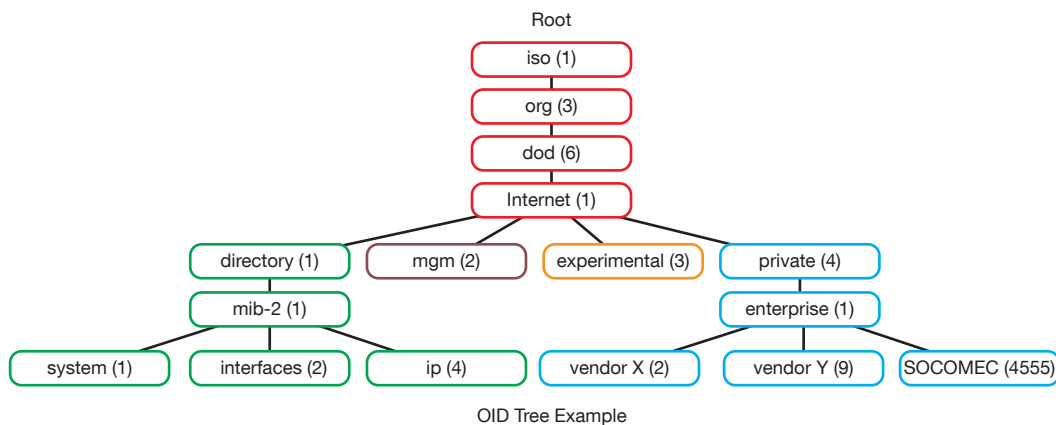 Root
iso (1)
org (3)
dod (6)
Internet (1)
directory (1)
mgm (2)
experimental (3)
private (4)
mib-2 (1)
enterprise (1)
system (1)
interfaces (2)
ip (4)
vendor X (2)
vendor Y (9)
SOCOMEC (4555)
OID Tree Example